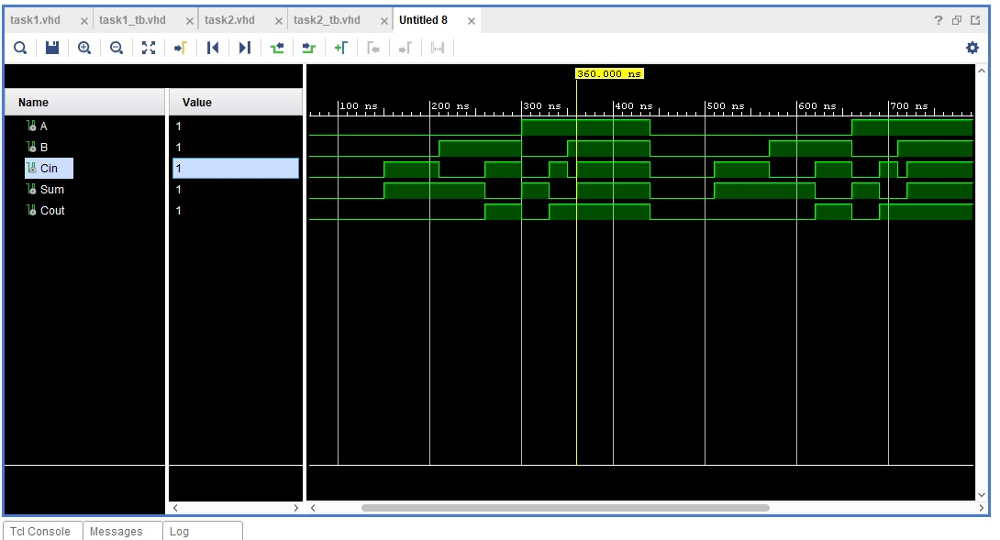 task1.vhd task1_tb.vhd task2.vhd task2_tb.vhd Untitled 8
360.000 ns
Name Value
100 ns 200 ns 300 ns 400 ns 500 ns 600 ns 700 ns
A 1
B 1
Cin 1
Sum 1
Cout 1
Tcl Console Messages Log